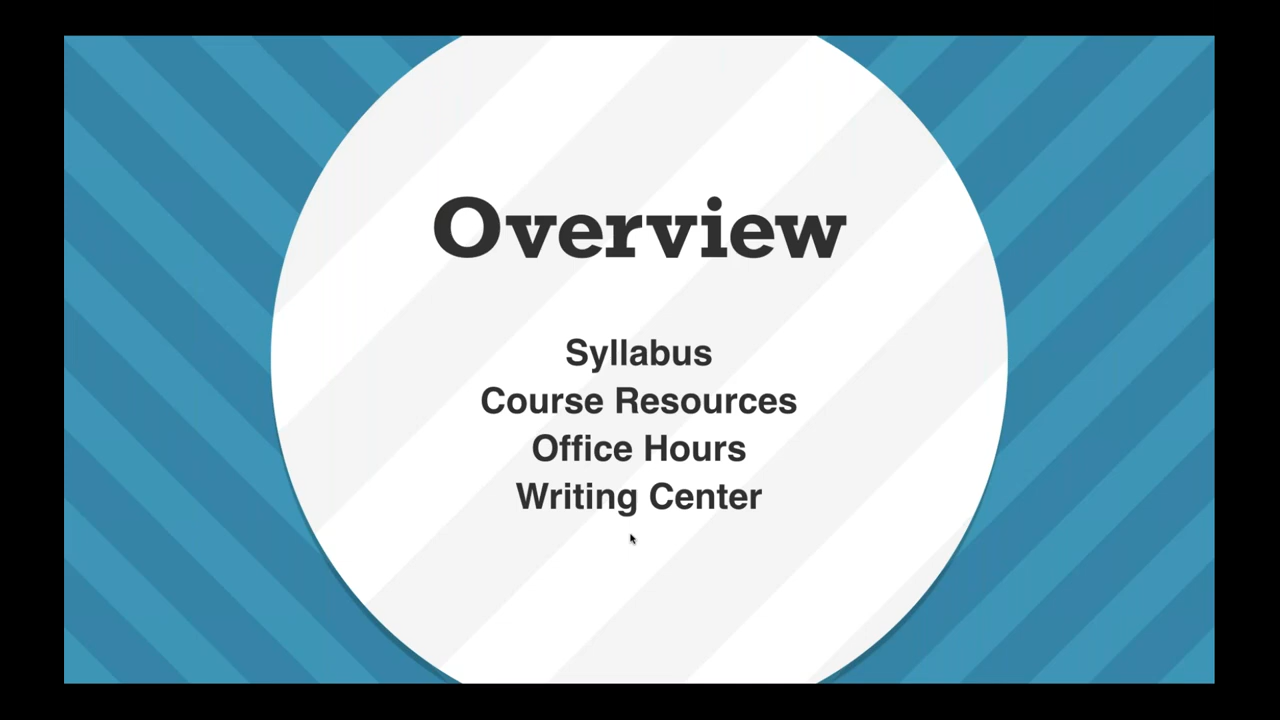 Overview
Syllabus
Course Resources
Office Hours
Writing Center